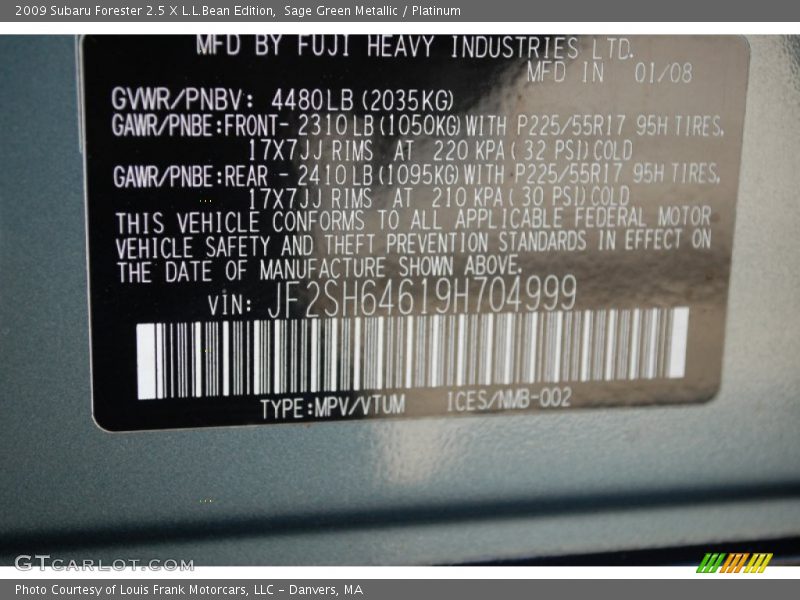 2009 Subaru Forester 2.5 X L.L.Bean Edition, Sage Green Metallic / Platinum
MFD BY FUJI HEAVY INDUSTRIES LTD.
MFD IN 01/08
GVWR/PNBV: 4480LB(2035KG)
GAWR/PNBE:FRONT- 2310LB(1050KG)WITH P225/55R17 95H TIRES,
17X7JJ RIMS AT 220 KPA(32 PSI)COLD
GAWR/PNBE:REAR - 2410LB(1095KG)WITH P225/55R17 95H TIRES,
17X7JJ RIMS AT 210 KPA(30 PSI)COLD
THIS VEHICLE CONFORMS TO ALL APPLICABLE FEDERAL MOTOR
VEHICLE SAFETY AND THEFT PREVENTION STANDARDS IN EFFECT ON
THE DATE OF MANUFACTURE SHOWN ABOVE.
VIN: JF2SH64619H704999
TYPE:MPV/VTUM ICES/NMB-002
GTCARLOT.COM
Photo Courtesy of Louis Frank Motorcars, LLC - Danvers, MA